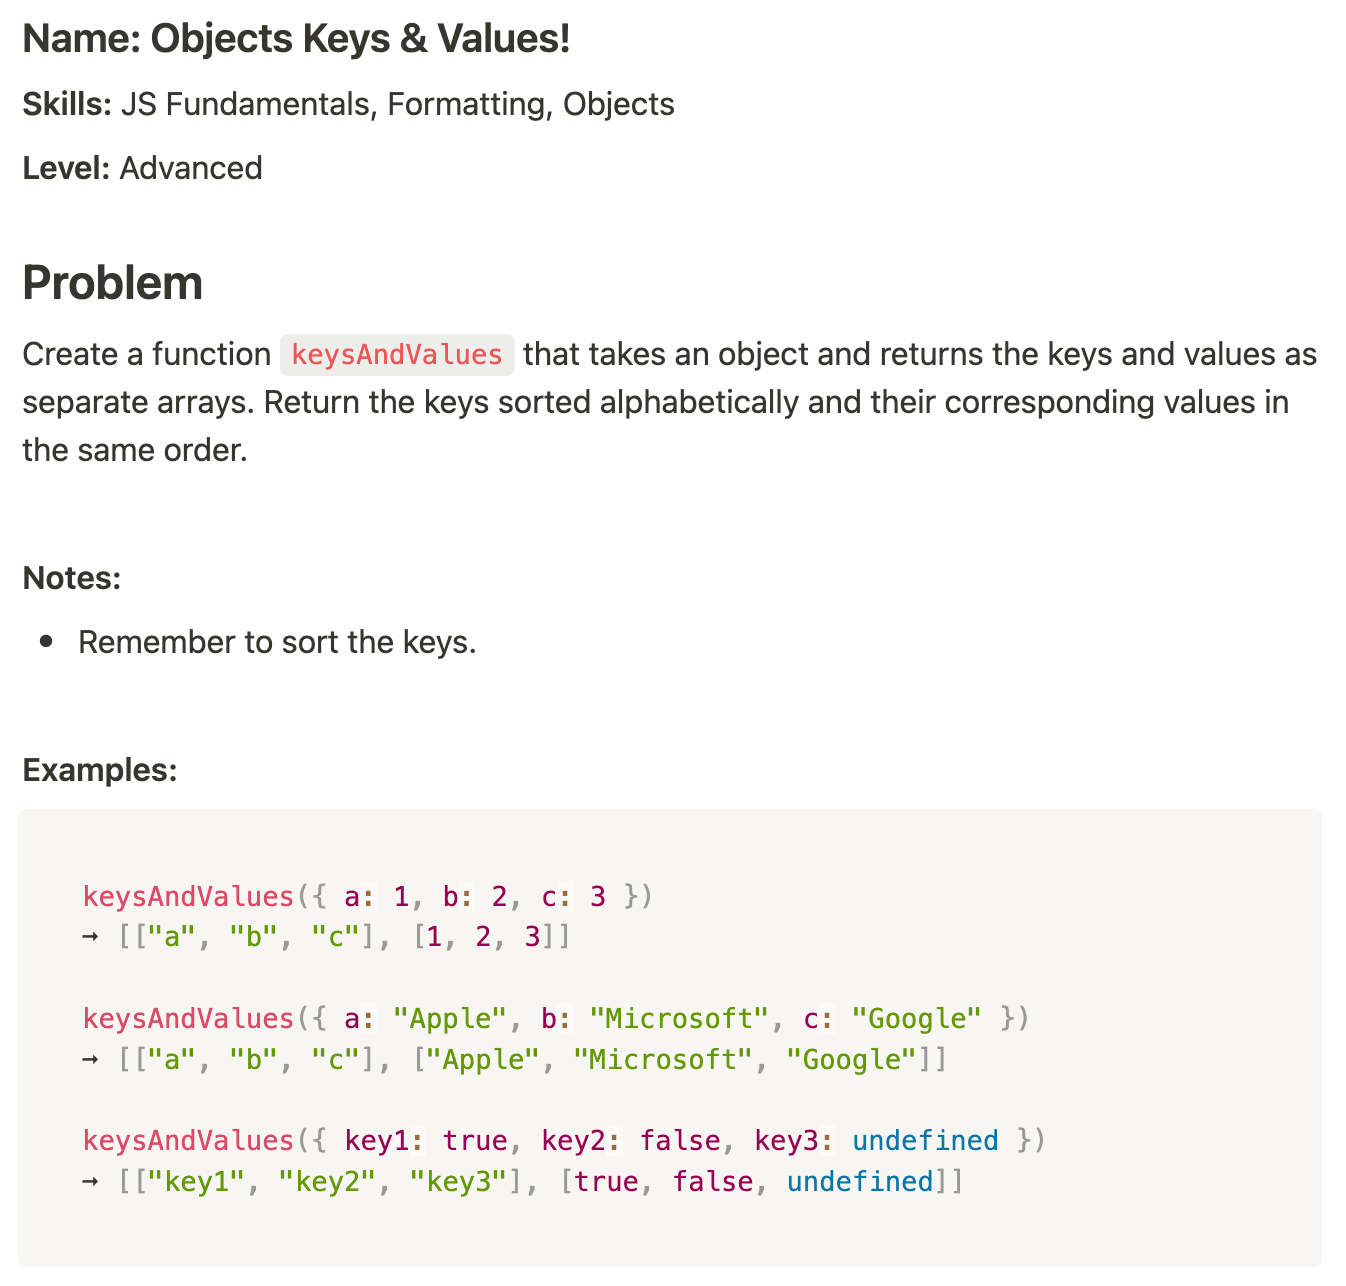 Name: Objects Keys & Values!
Skills: JS Fundamentals, Formatting, Objects
Level: Advanced
Problem
Create a function keysAndValues that takes an object and returns the keys and values as
separate arrays. Return the keys sorted alphabetically and their corresponding values in
the same order.
Notes:
• Remember to sort the keys.
Examples:
keysAndValues({ a: 1, b: 2, c: 3 })
→ [["a", "b", "c"], [1, 2, 3]]
keysAndValues({ a: "Apple", b: "Microsoft", c: "Google" })
→ [["a", "b", "c"], ["Apple", "Microsoft", "Google"]]
keysAndValues({ key1: true, key2: false, key3: undefined })
→ [["key1", "key2", "key3"], [true, false, undefined]]